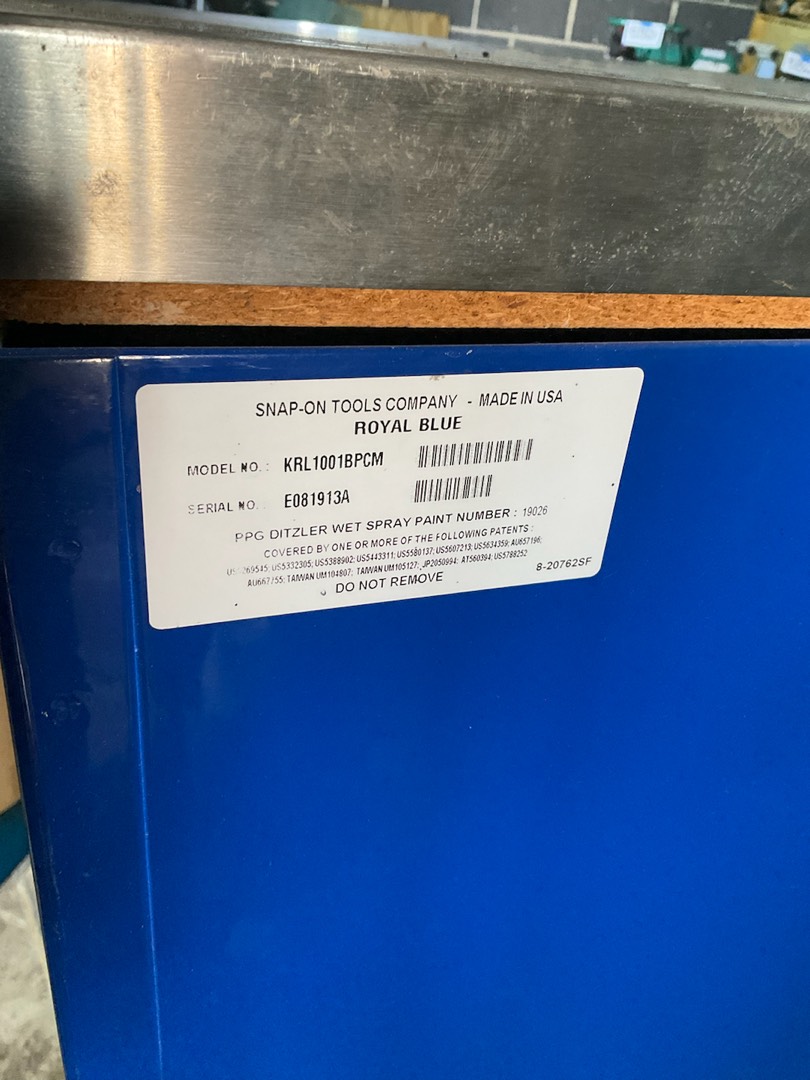 SNAP-ON TOOLS COMPANY - MADE IN USA
ROYAL BLUE
MODEL NO. : KRL1001BPCM
SERIAL NO. E081913A
PPG DITZLER WET SPRAY PAINT NUMBER : 19026
COVERED BY ONE OR MORE OF THE FOLLOWING PATENTS :
US5332305; US5388902; US5443311; US5580137; US5607213; US5634359; AU657196;
AU667755; TAIWAN UM104807; TAIWAN UM105127; JP2050994; AT560394; US5788252
8-20762SF
DO NOT REMOVE